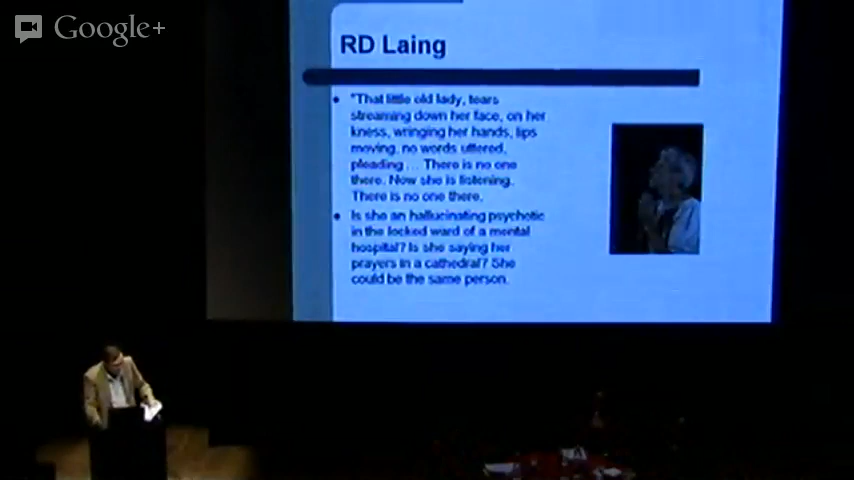 Google+
RD Laing
"That little old lady, tears
streaming down her face, on her
kness, wringing her hands, lips
moving, no words uttered,
pleading... There is no one
there. Now she is listening.
There is no one there.
Is she an hallucinating psychotic
in the locked ward of a mental
hospital? Is she saying her
prayers in a cathedral? She
could be the same person.